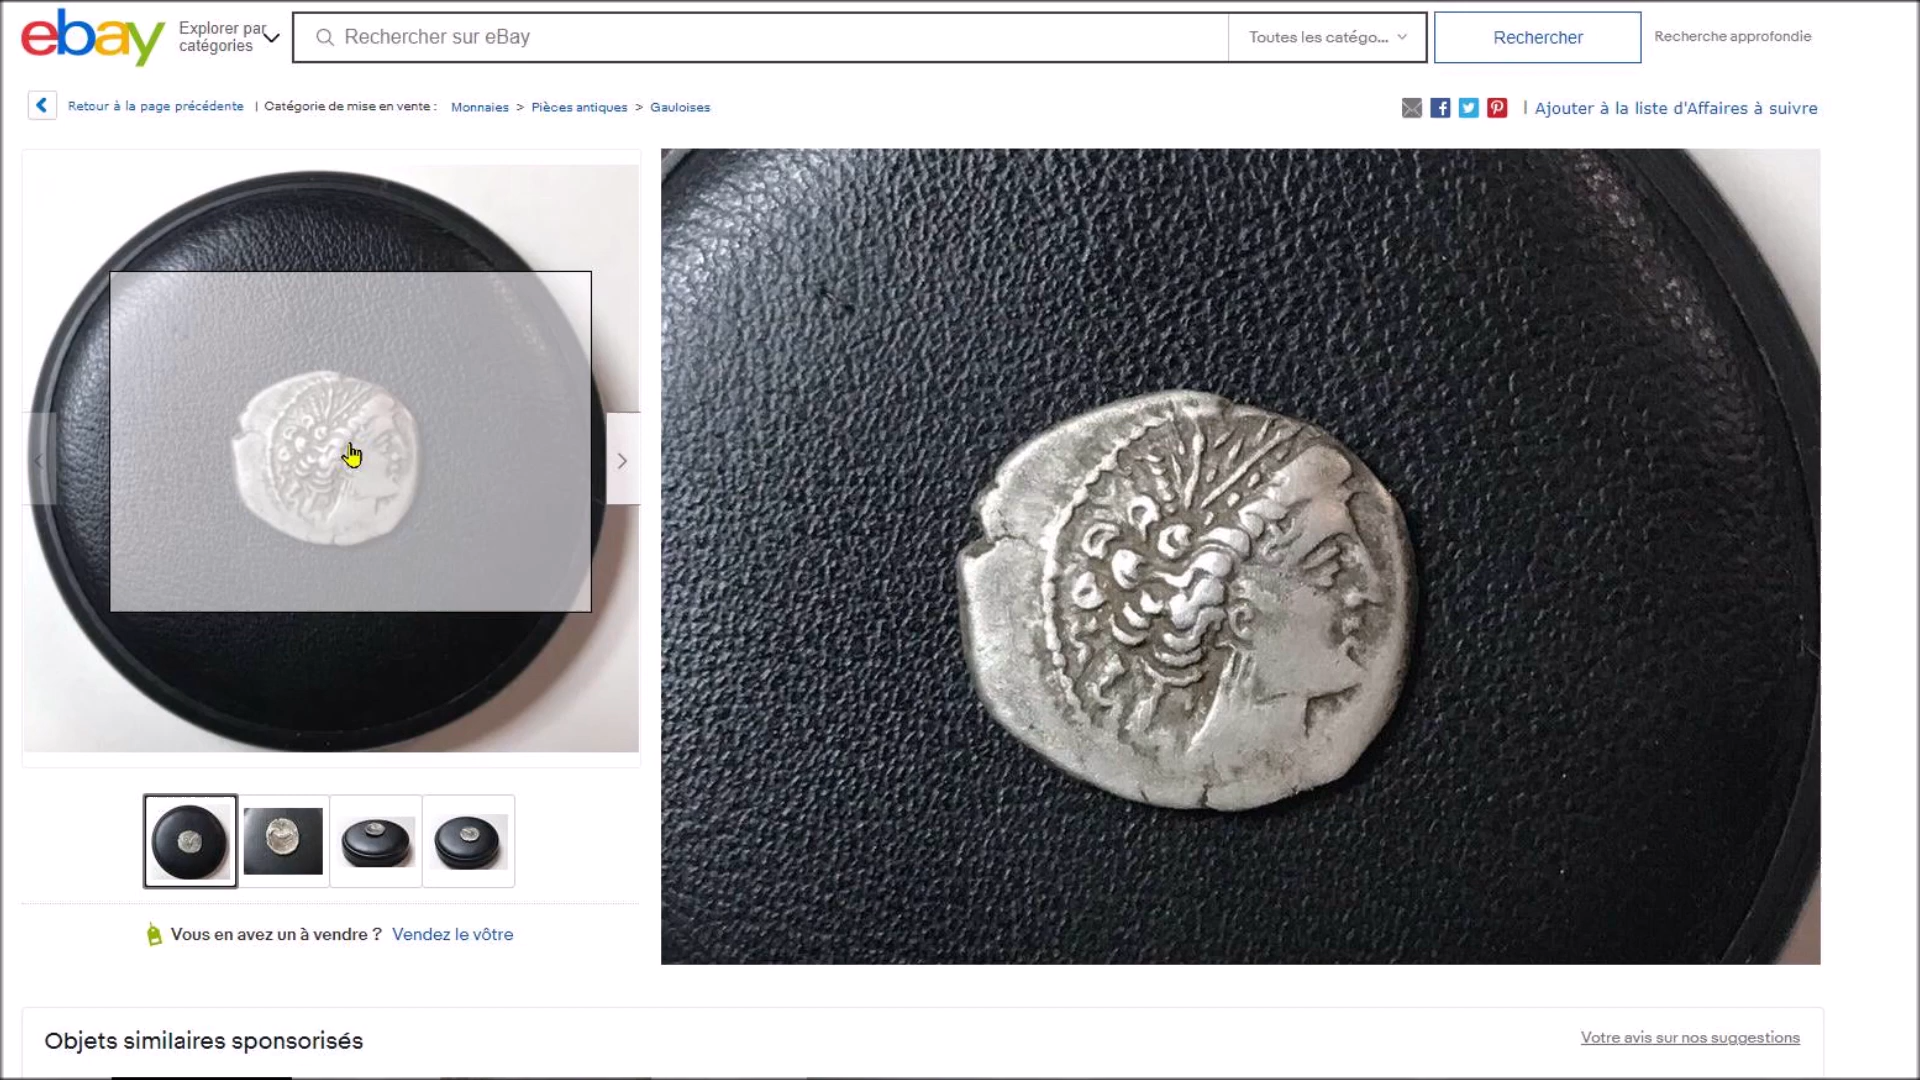 ebay
Explorer par
catégories
Rechercher sur eBay
Toutes les catégo...
Rechercher
Recherche approfondie
Retour à la page précédente | Catégorie de mise en vente : Monnaies > Pièces antiques > Gauloises
| Ajouter à la liste d'Affaires à suivre
Vous en avez un à vendre ? Vendez le vôtre
Objets similaires sponsorisés
Votre avis sur nos suggestions